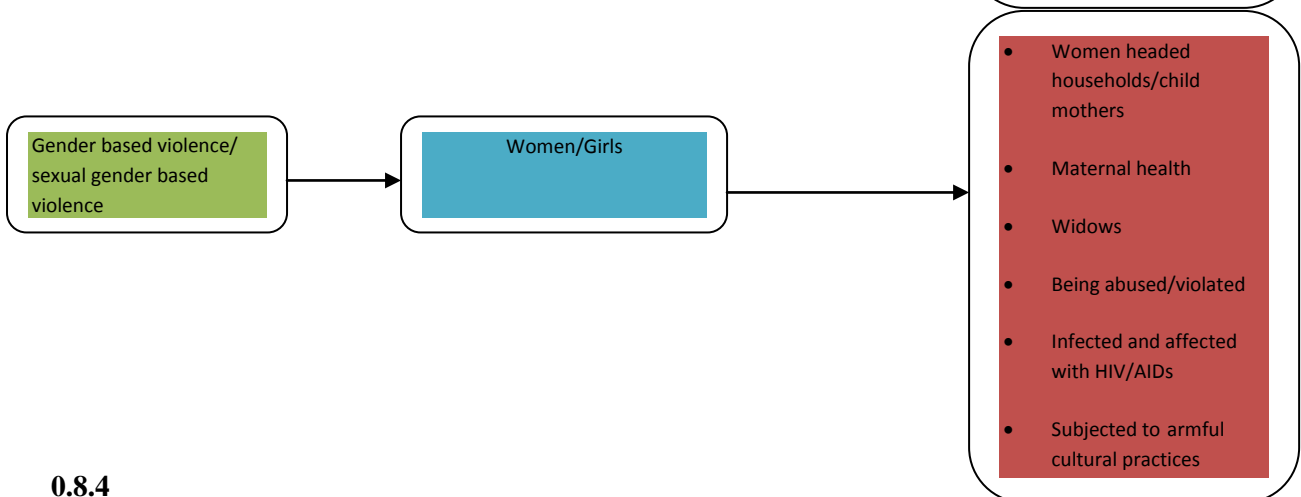 Gender based violence/
sexual gender based
violence
Women/Girls
• Women headed
households/child
mothers
• Maternal health
• Widows
• Being abused/violated
• Infected and affected
with HIV/AIDs
• Subjected to armful
cultural practices
0.8.4